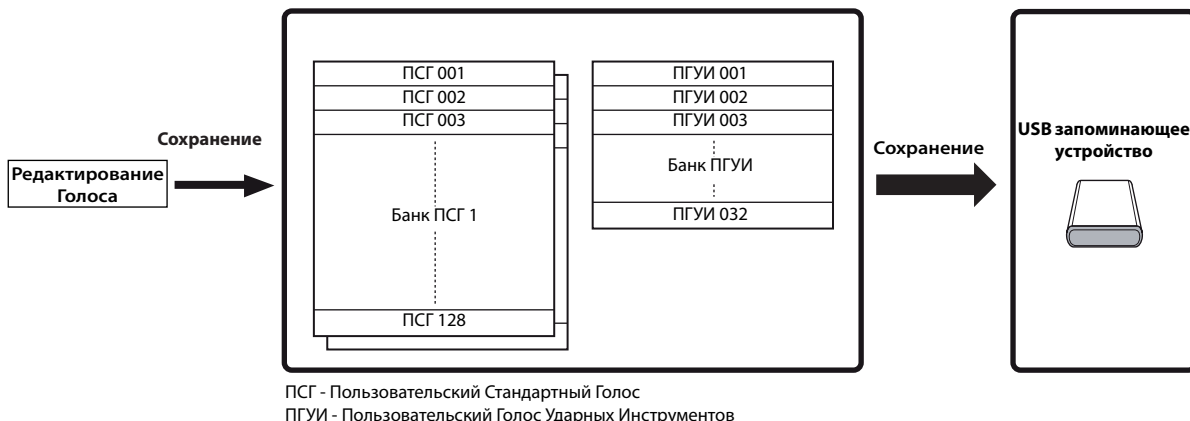 Редактирование
Голоса
Сохранение
ПСГ 001
ПСГ 002
ПСГ 003
Банк ПСГ 1
ПСГ 128
ПГУИ 001
ПГУИ 002
ПГУИ 003
Банк ПГУИ
ПГУИ 032
Сохранение
USB запоминающее
устройство
ПСГ - Пользовательский Стандартный Голос
ПГУИ - Пользовательский Голос Ударных Инструментов